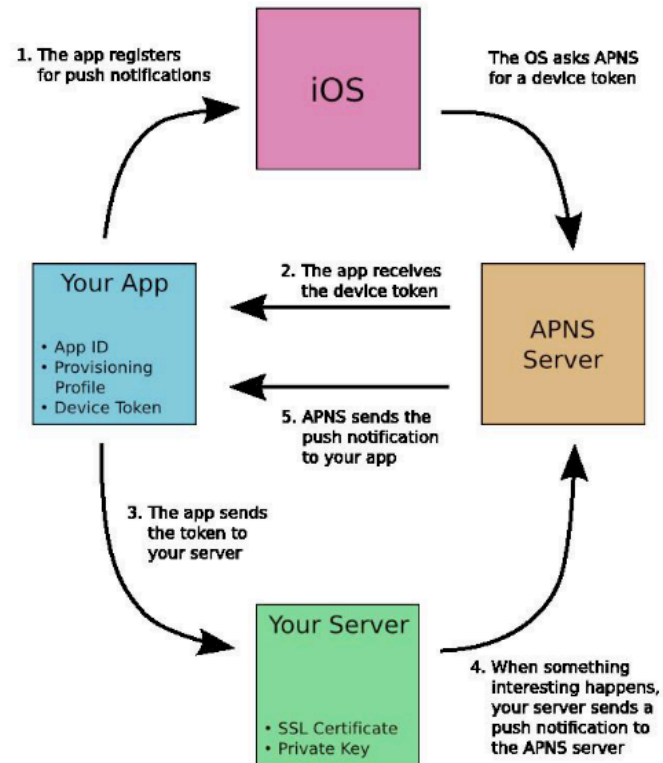 1. The app registers
for push notifications
iOS
The OS asks APNS
for a device token
Your App
• App ID
• Provisioning
Profile
• Device Token
2. The app receives
the device token
APNS
Server
5. APNS sends the
push notification
to your app
3. The app sends
the token to
your server
Your Server
• SSL Certificate
• Private Key
4. When something
interesting happens,
your server sends a
push notification to
the APNS server